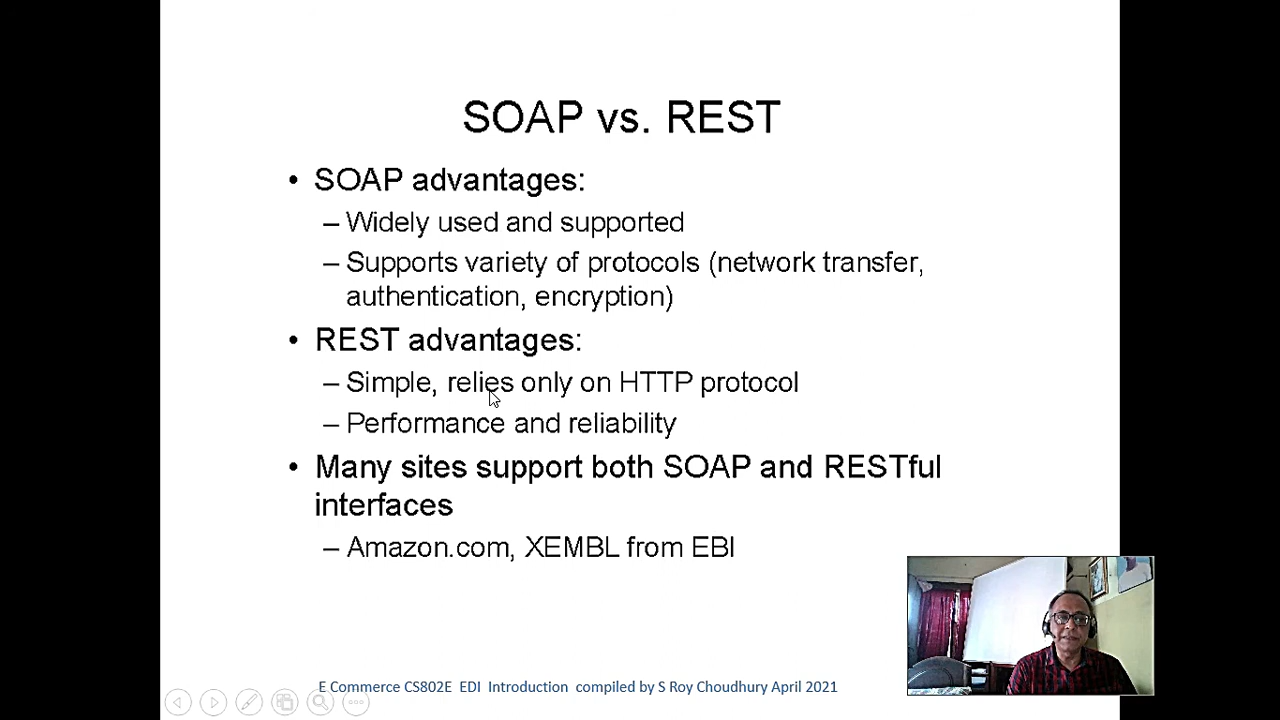 SOAP vs. REST
• SOAP advantages:
– Widely used and supported
– Supports variety of protocols (network transfer,
authentication, encryption)
• REST advantages:
– Simple, relies only on HTTP protocol
– Performance and reliability
• Many sites support both SOAP and RESTful
interfaces
– Amazon.com, XEMBL from EBI
E Commerce CS802E EDI Introduction compiled by S Roy Choudhury April 2021